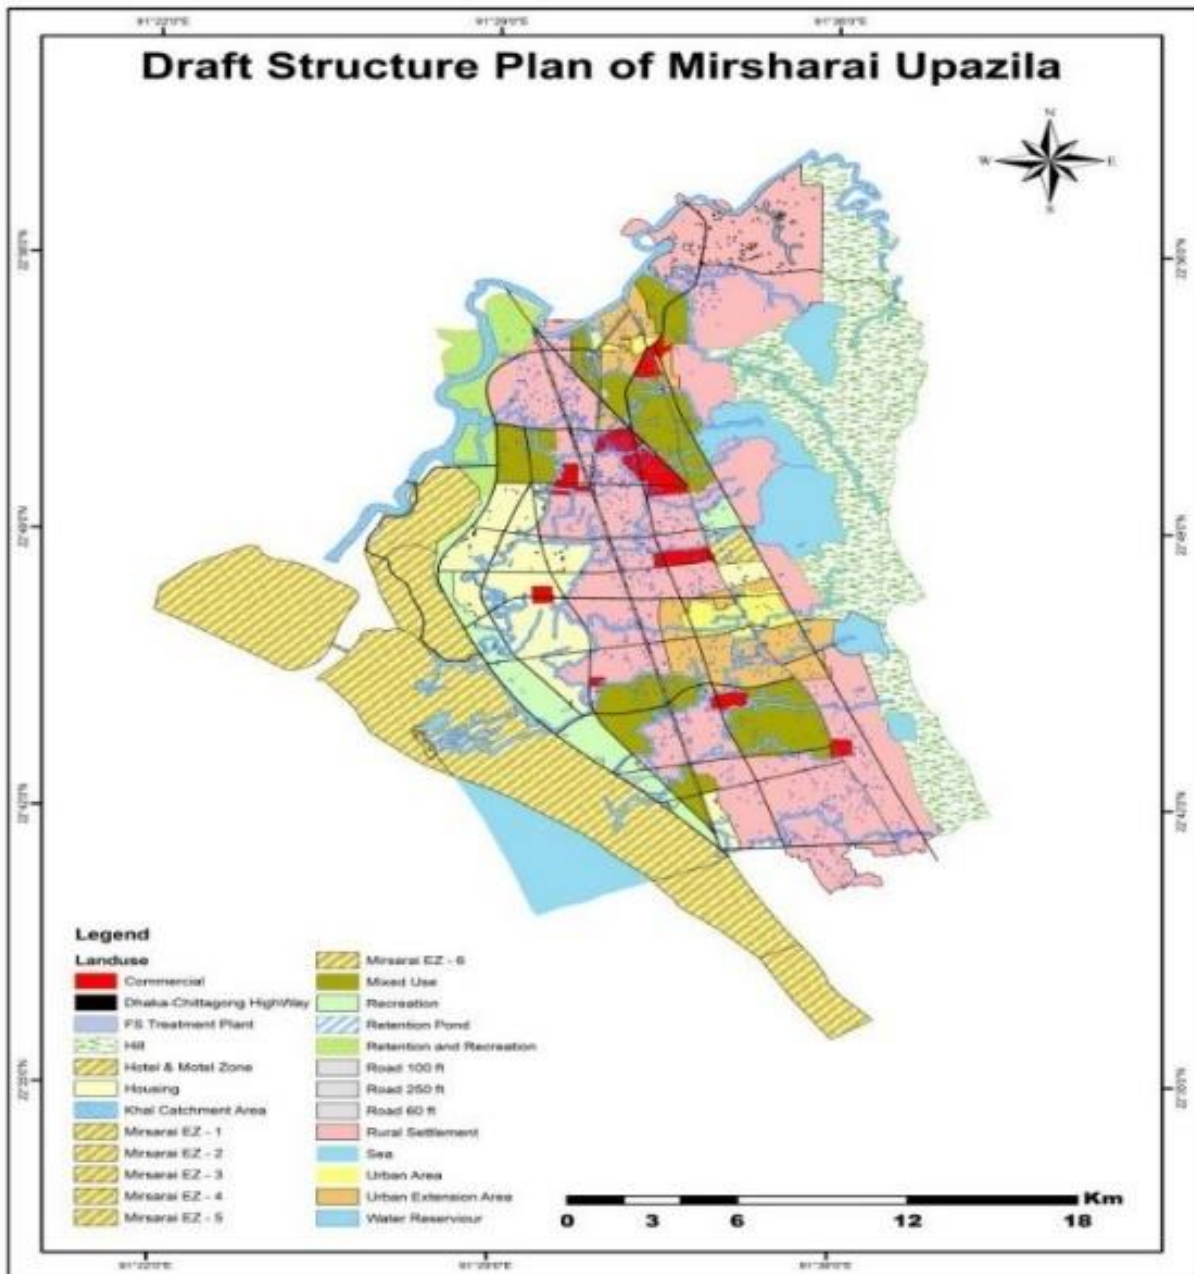 Draft Structure Plan of Mirsharai Upazila
N
W
E
S
Legend
Landuse
Commercial
Dhaka-Chittagong HighWay
FS Treatment Plant
Hill
Hotel & Motel Zone
Housing
Khal Catchment Area
Mirsarai EZ - 1
Mirsarai EZ - 2
Mirsarai EZ - 3
Mirsarai EZ - 4
Mirsarai EZ - 5
Mirsarai EZ - 6
Mixed Use
Recreation
Retention Pond
Retention and Recreation
Road 100 ft
Road 250 ft
Road 60 ft
Rural Settlement
Sea
Urban Area
Urban Extension Area
Water Reserviour
Km
0 3 6 12 18